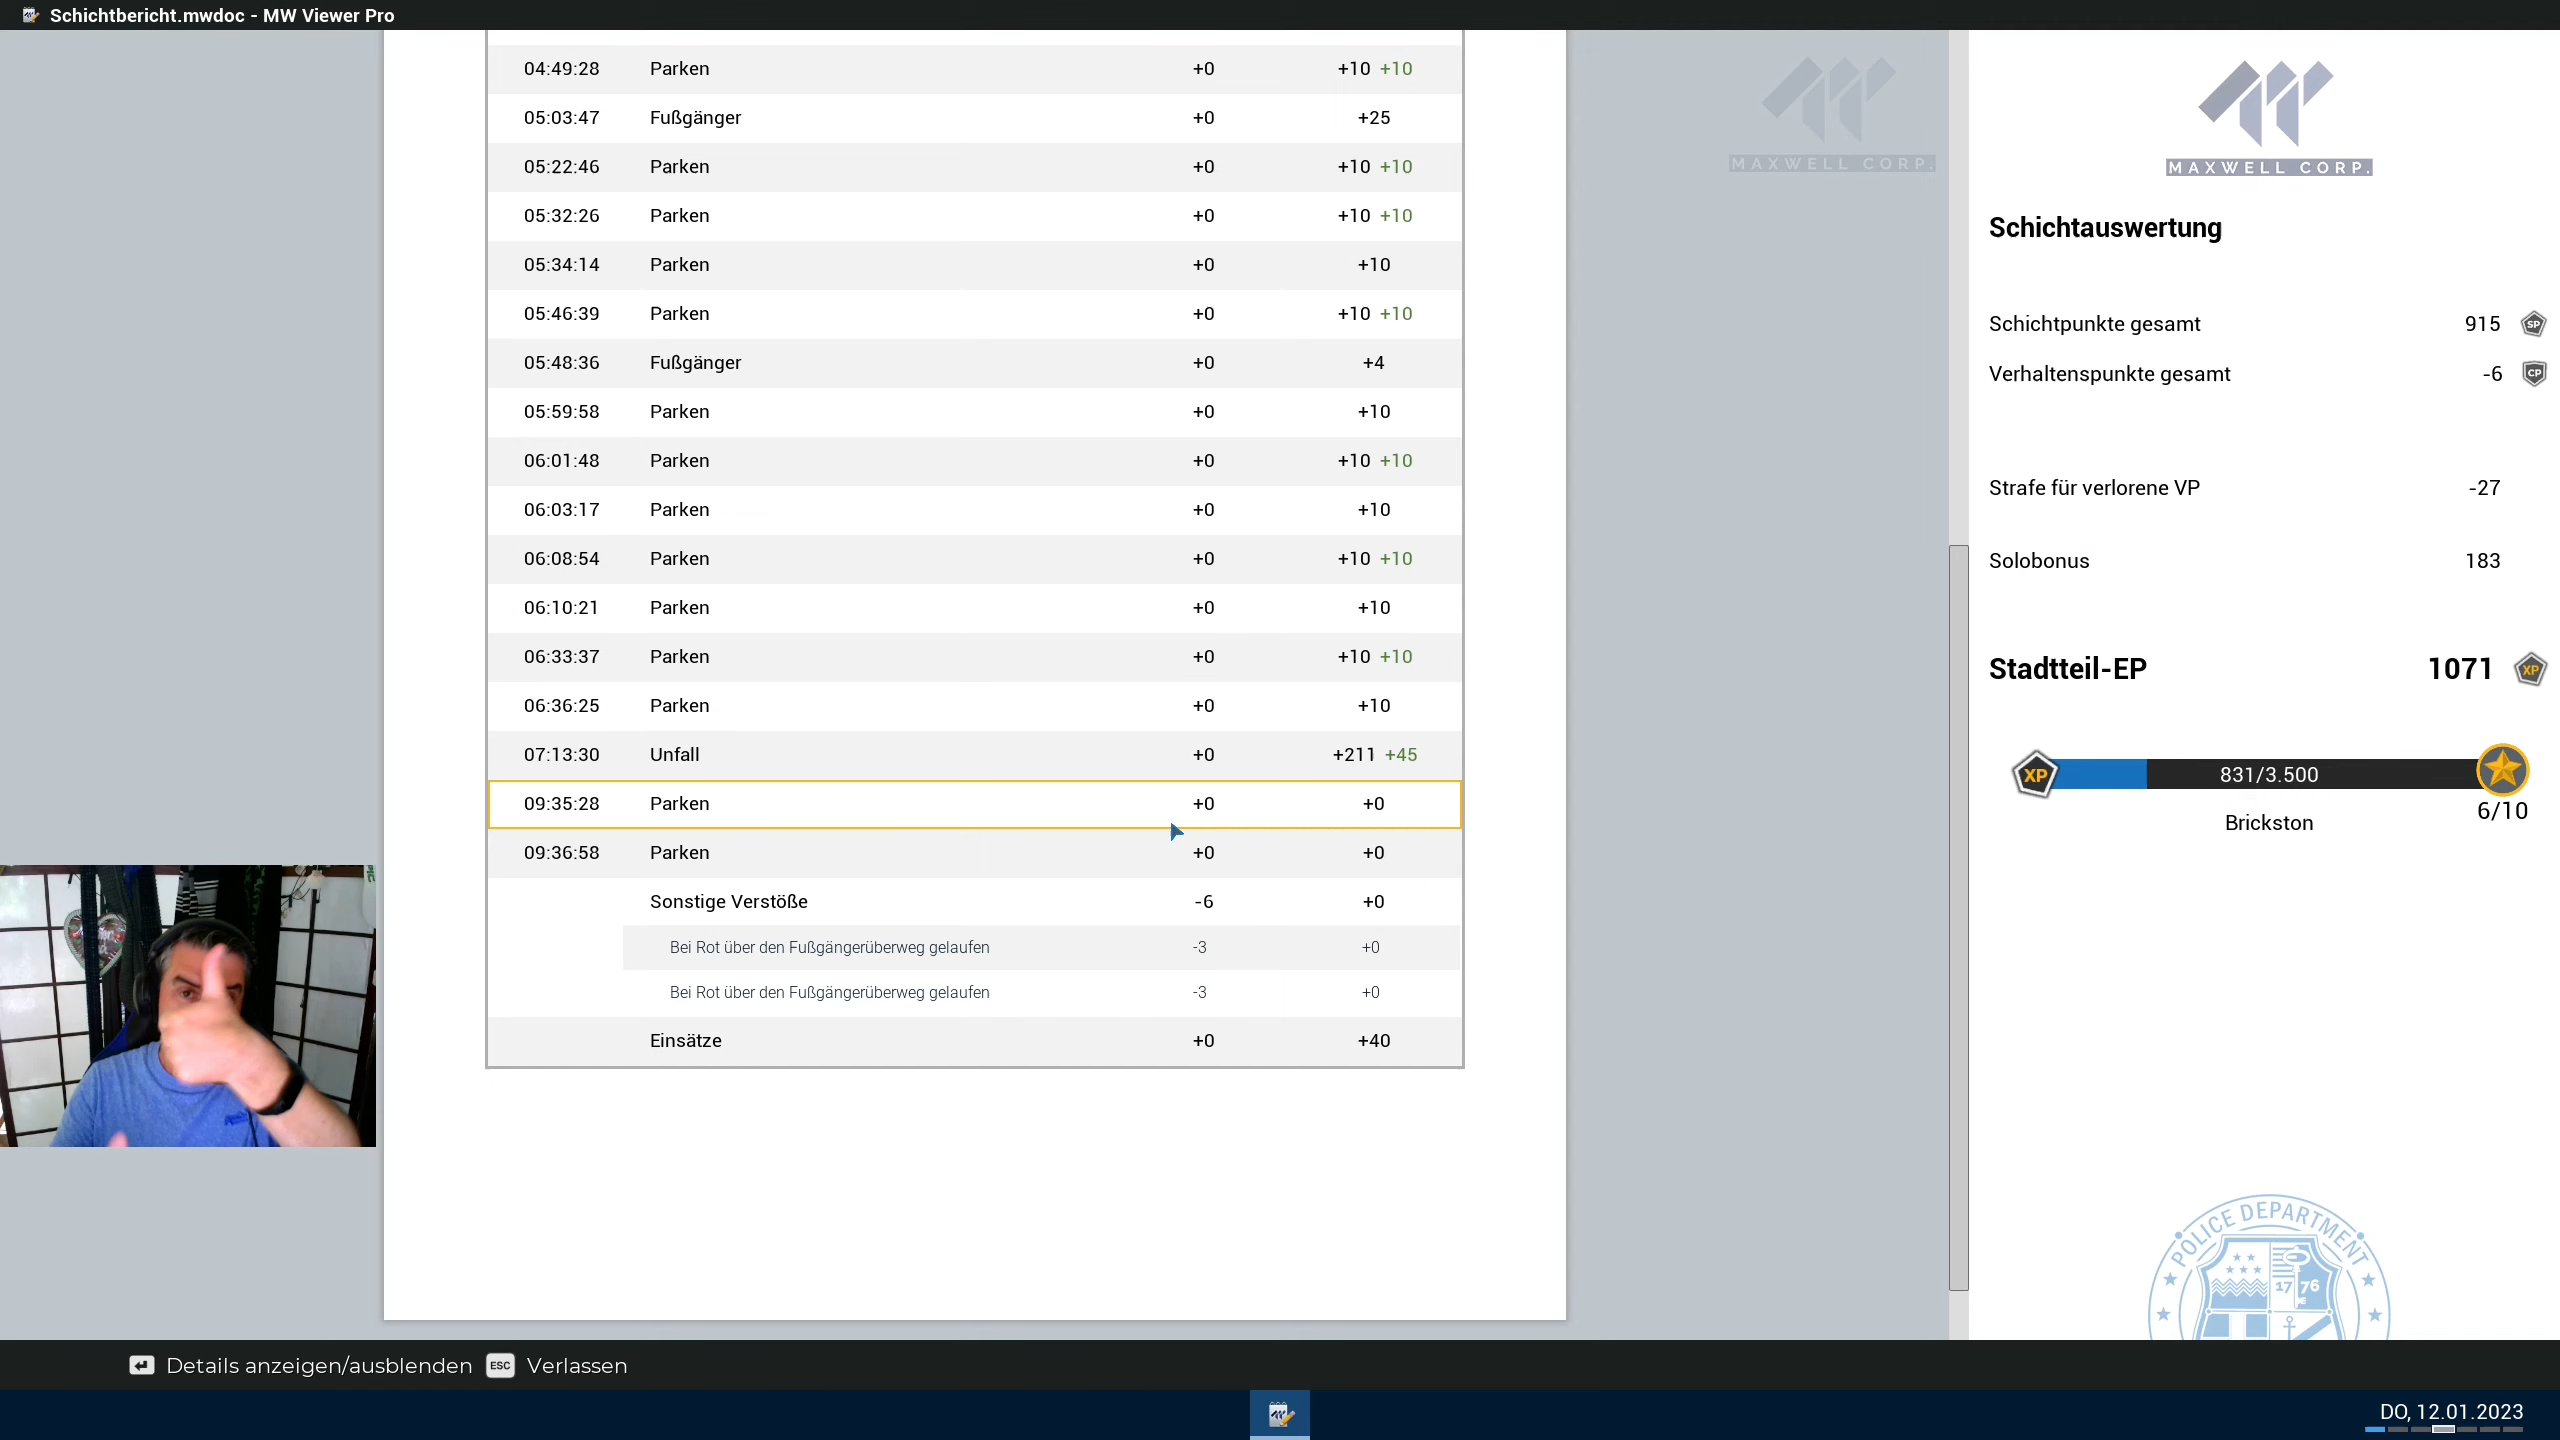 Schichtbericht.mwdoc - MW Viewer Pro
04:49:28 Parken +0 +10 +10
05:03:47 Fußgänger +0 +25
05:22:46 Parken +0 +10 +10
05:32:26 Parken +0 +10 +10
05:34:14 Parken +0 +10
05:46:39 Parken +0 +10 +10
05:48:36 Fußgänger +0 +4
05:59:58 Parken +0 +10
06:01:48 Parken +0 +10 +10
06:03:17 Parken +0 +10
06:08:54 Parken +0 +10 +10
06:10:21 Parken +0 +10
06:33:37 Parken +0 +10 +10
06:36:25 Parken +0 +10
07:13:30 Unfall +0 +211 +45
09:35:28 Parken +0 +0
09:36:58 Parken +0 +0
Sonstige Verstöße -6 +0
Bei Rot über den Fußgängerüberweg gelaufen -3 +0
Bei Rot über den Fußgängerüberweg gelaufen -3 +0
Einsätze +0 +40
MAXWELL CORP.
MAXWELL CORP.
Schichtauswertung
Schichtpunkte gesamt 915 SP
Verhaltenspunkte gesamt -6 CP
Strafe für verlorene VP -27
Solobonus 183
Stadtteil-EP 1071 XP
XP 831/3.500
6/10
Brickston
POLICE DEPARTMENT
17 76
Details anzeigen/ausblenden ESC Verlassen
DO, 12.01.2023